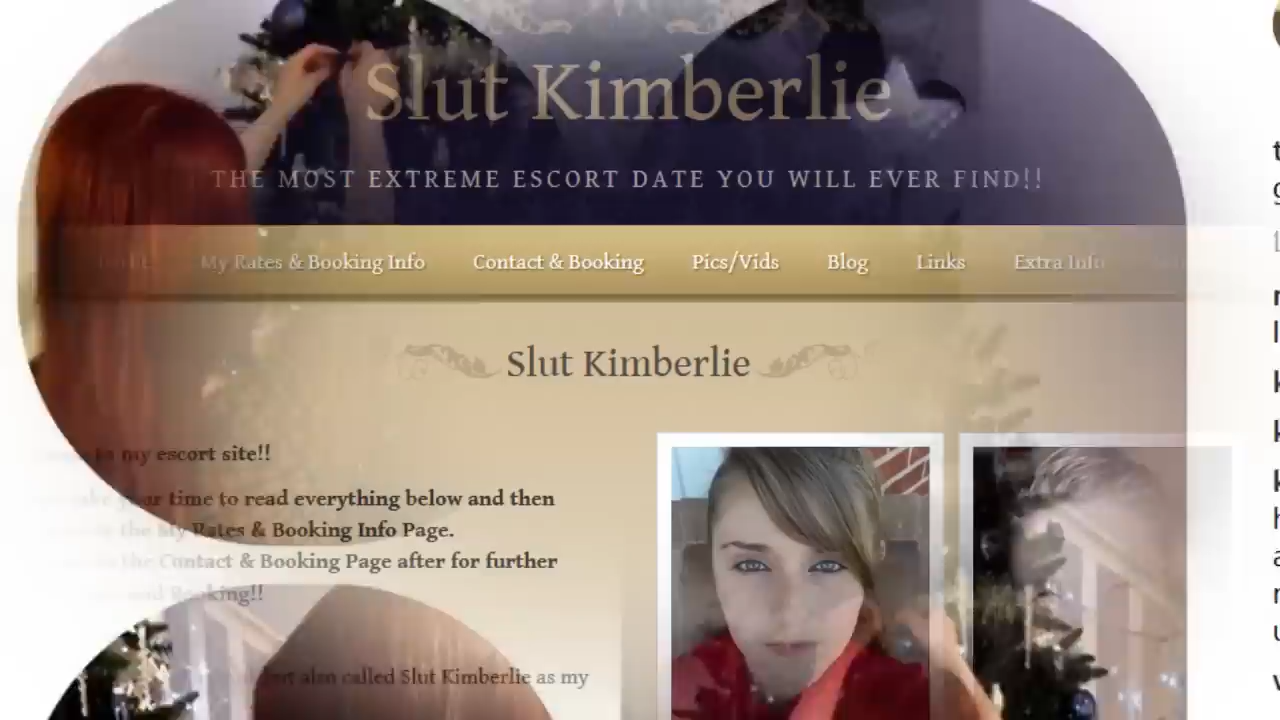 Slut Kimberlie
THE MOST EXTREME ESCORT DATE YOU WILL EVER FIND!!
My Rates & Booking Info Contact & Booking Pics/Vids Blog Links Extra Info
Slut Kimberlie
my escort site!!
your time to read everything below and then
the My Rates & Booking Info Page.
the Contact & Booking Page after for further
and Booking!!
also called Slut Kimberlie as my